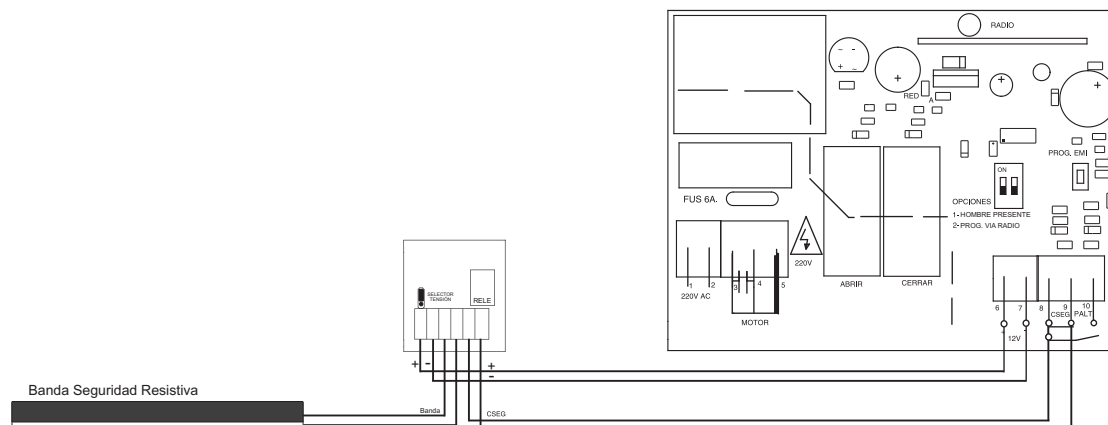 RADIO
~ -
+ ~
+
+
+
RED
A
PROG. EMI
ON
OPCIONES
1- HOMBRE PRESENTE
2- PROG. VIA RADIO
FUS 6A.
220V
ABRIR
CERRAR
1 2 3 4 5
220V AC
MOTOR
6 7 8 9 10
CSEG PALT
+ -
12V
SELECTOR
TENSIÓN
RELE
+ - +
-
Banda Seguridad Resistiva
Banda
CSEG